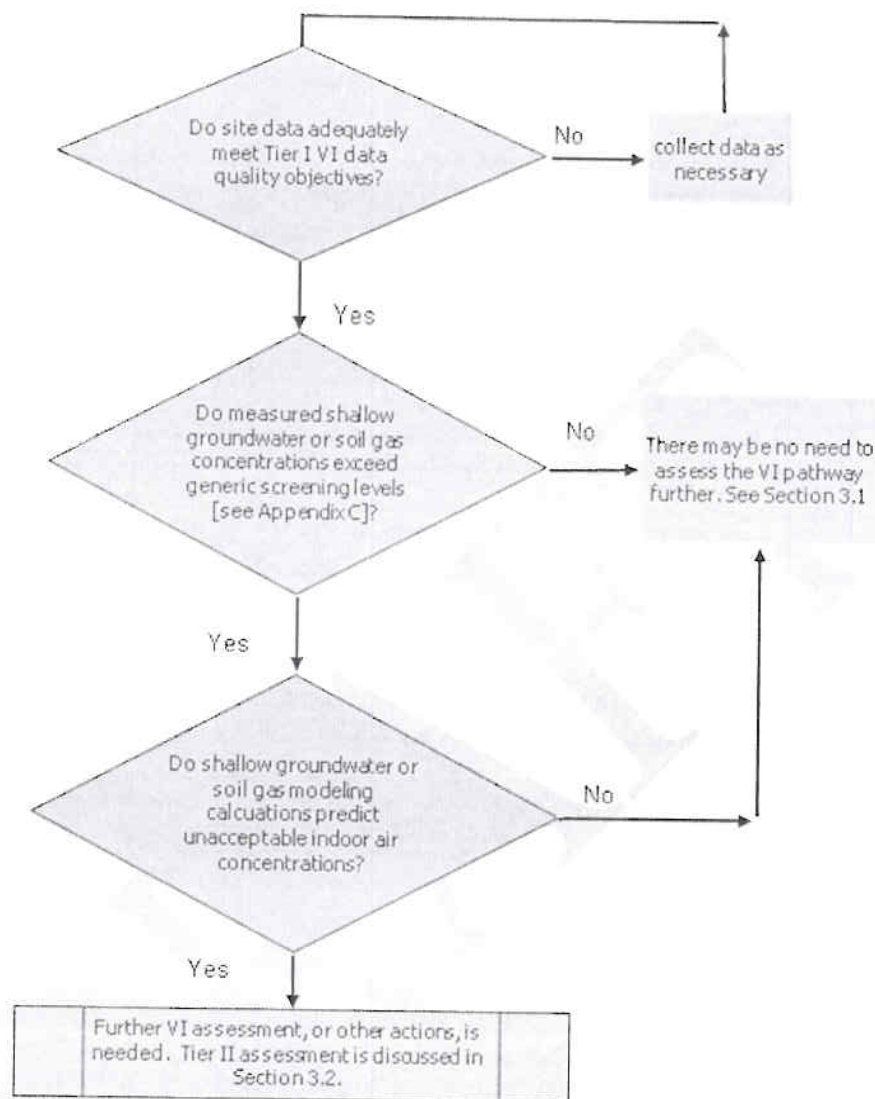 Do site data adequately
meet Tier I VI data
quality objectives?
No
collect data as
necessary
Yes
Do measured shallow
groundwater or soil gas
concentrations exceed
generic screening levels
[see Appendix C]?
No
There may be no need to
assess the VI pathway
further. See Section 3.1
Yes
Do shallow groundwater or
soil gas modeling
calcuations predict
unacceptable indoor air
concentrations?
No
Yes
Further VI assessment, or other actions, is
needed. Tier II assessment is discussed in
Section 3.2.